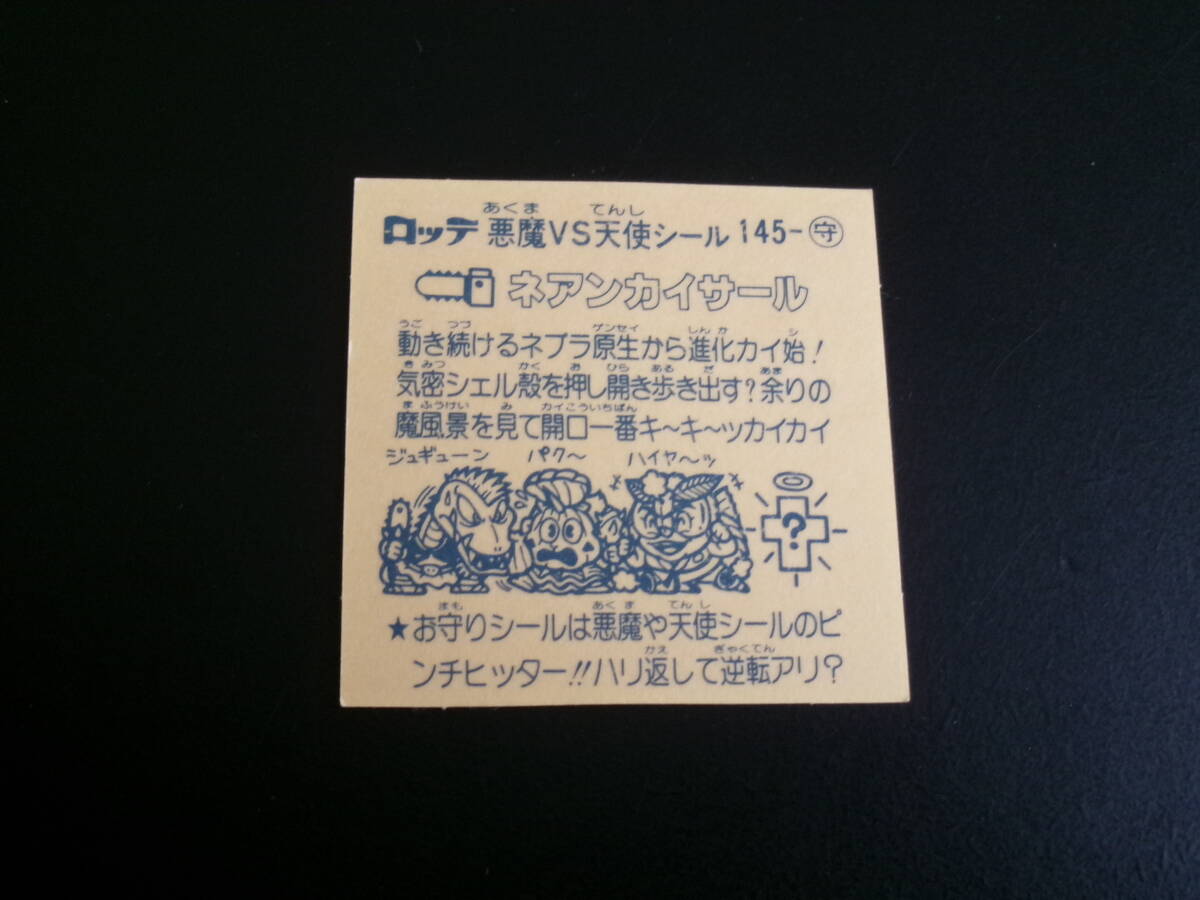 あくま てんし
ロッテ 悪魔VS天使シール 145-守
ネアンカイサール
うご つづ ゲンセイ しんか シ
動き続けるネブラ原生から進化カイ始!
きみつ かく お ひら ある だ あま
気密シェル殻を押し開き歩き出す?余りの
まふうけい み カイこういちばん
魔風景を見て開口一番キ〜キ〜ッカイカイ
ジュギューン パク〜 ハイヤ〜ッ
?
まも あくま てんし
★お守りシールは悪魔や天使シールのピ
かえ ぎゃくてん
ンチヒッター!!ハリ返して逆転アリ?